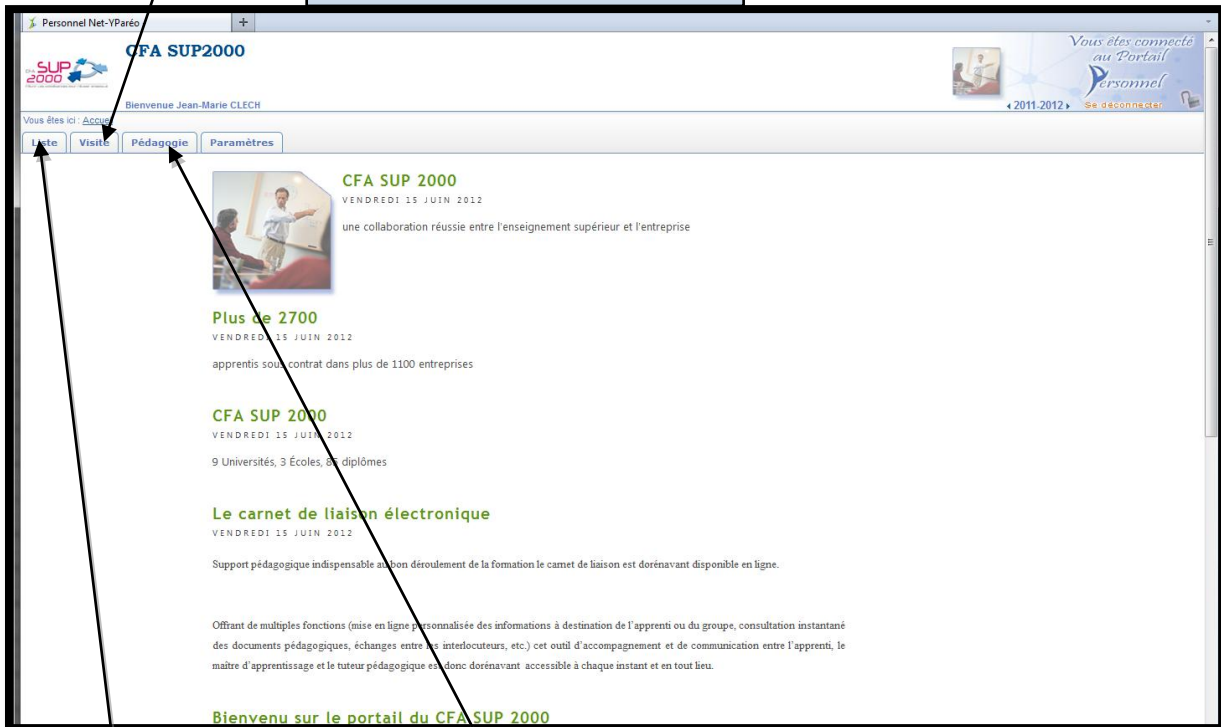 Personnel Net-YParéo
CFA SUP2000
SUP
2000
Bienvenue Jean-Marie CLECH
Vous êtes connecté
au Portail
Personnel
2011-2012 Se déconnecter
Vous êtes ici : Accueil
Liste Visite Pédagogie Paramètres
CFA SUP 2000
VENDREDI 15 JUIN 2012
une collaboration réussie entre l'enseignement supérieur et l'entreprise
Plus de 2700
VENDREDI 15 JUIN 2012
apprentis sous contrat dans plus de 1100 entreprises
CFA SUP 2000
VENDREDI 15 JUIN 2012
9 Universités, 3 Écoles, diplômes
Le carnet de liaison électronique
VENDREDI 15 JUIN 2012
Support pédagogique indispensable au bon déroulement de la formation le carnet de liaison est dorénavant disponible en ligne.
Offrant de multiples fonctions (mise en ligne personnalisée des informations à destination de l'apprenti ou du groupe, consultation instantané
des documents pédagogiques, échanges entre les interlocuteurs, etc.) cet outil d'accompagnement et de communication entre l'apprenti, le
maître d'apprentissage et le tuteur pédagogique est donc dorénavant accessible à chaque instant et en tout lieu.
Bienvenu sur le portail du CFA SUP 2000